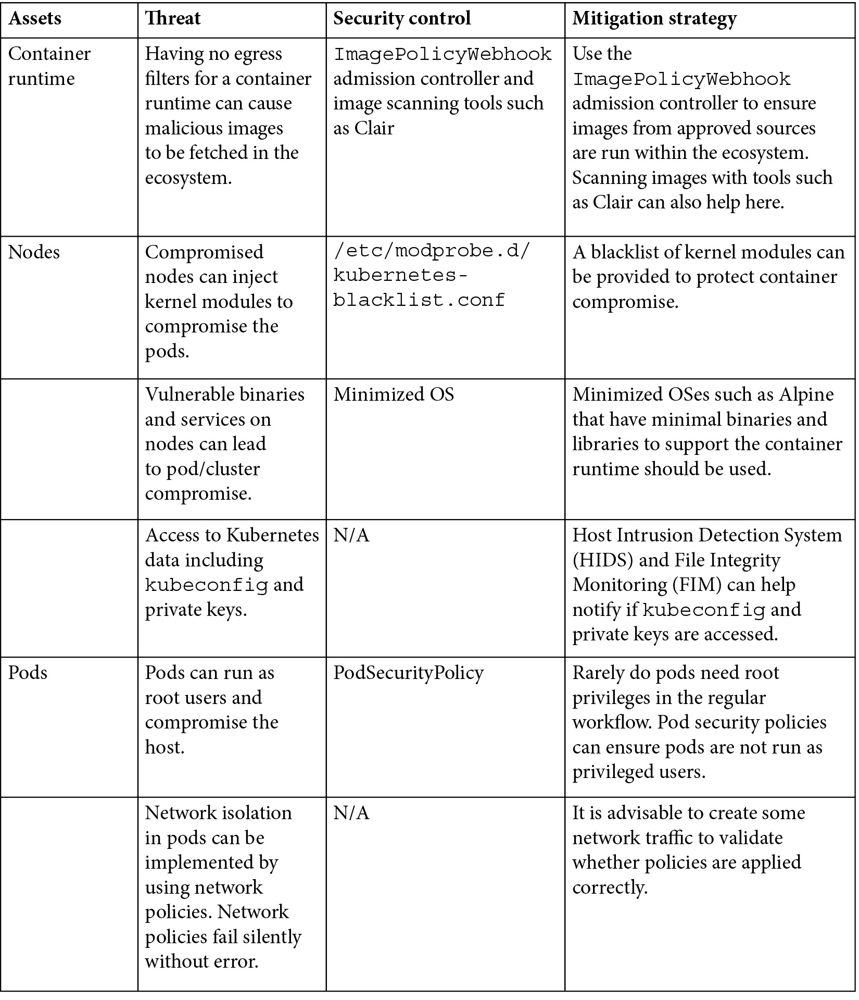 Assets
Threat
Security control
Mitigation strategy
Container
runtime
Having no egress
filters for a container
runtime can cause
malicious images
to be fetched in the
ecosystem.
ImagePolicyWebhook
admission controller and
image scanning tools such
as Clair
Use the
ImagePolicyWebhook
admission controller to ensure
images from approved sources
are run within the ecosystem.
Scanning images with tools such
as Clair can also help here.
Nodes
Compromised
nodes can inject
kernel modules to
compromise the
pods.
/etc/modprobe.d/
kubernetes-
blacklist.conf
A blacklist of kernel modules can
be provided to protect container
compromise.
Vulnerable binaries
and services on
nodes can lead
to pod/cluster
compromise.
Minimized OS
Minimized OSes such as Alpine
that have minimal binaries and
libraries to support the container
runtime should be used.
Access to Kubernetes
data including
kubeconfig and
private keys.
N/A
Host Intrusion Detection System
(HIDS) and File Integrity
Monitoring (FIM) can help
notify if kubeconfig and
private keys are accessed.
Pods
Pods can run as
root users and
compromise the
host.
PodSecurityPolicy
Rarely do pods need root
privileges in the regular
workflow. Pod security policies
can ensure pods are not run as
privileged users.
Network isolation
in pods can be
implemented by
using network
policies. Network
policies fail silently
without error.
N/A
It is advisable to create some
network traffic to validate
whether policies are applied
correctly.